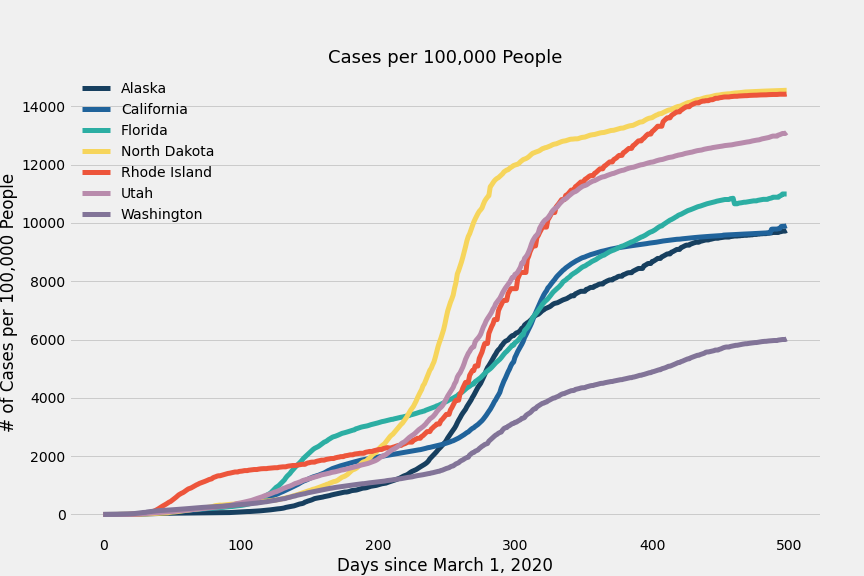 Cases per 100,000 People
Alaska
California
Florida
North Dakota
Rhode Island
Utah
Washington
# of Cases per 100,000 People
14000
12000
10000
8000
6000
4000
2000
0
0 100 200 300 400 500
Days since March 1, 2020